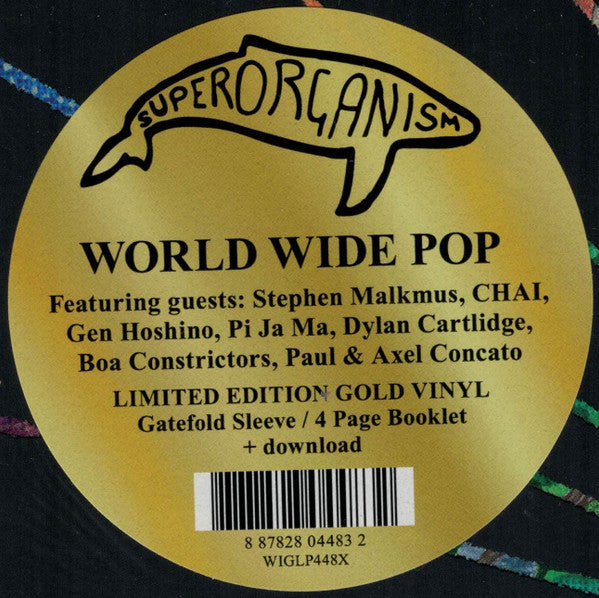 SUPERORGANISM
WORLD WIDE POP
Featuring guests: Stephen Malkmus, CHAI,
Gen Hoshino, Pi Ja Ma, Dylan Cartlidge,
Boa Constrictors, Paul & Axel Concato
LIMITED EDITION GOLD VINYL
Gatefold Sleeve / 4 Page Booklet
+ download
8 87828 04483 2
WIGLP448X